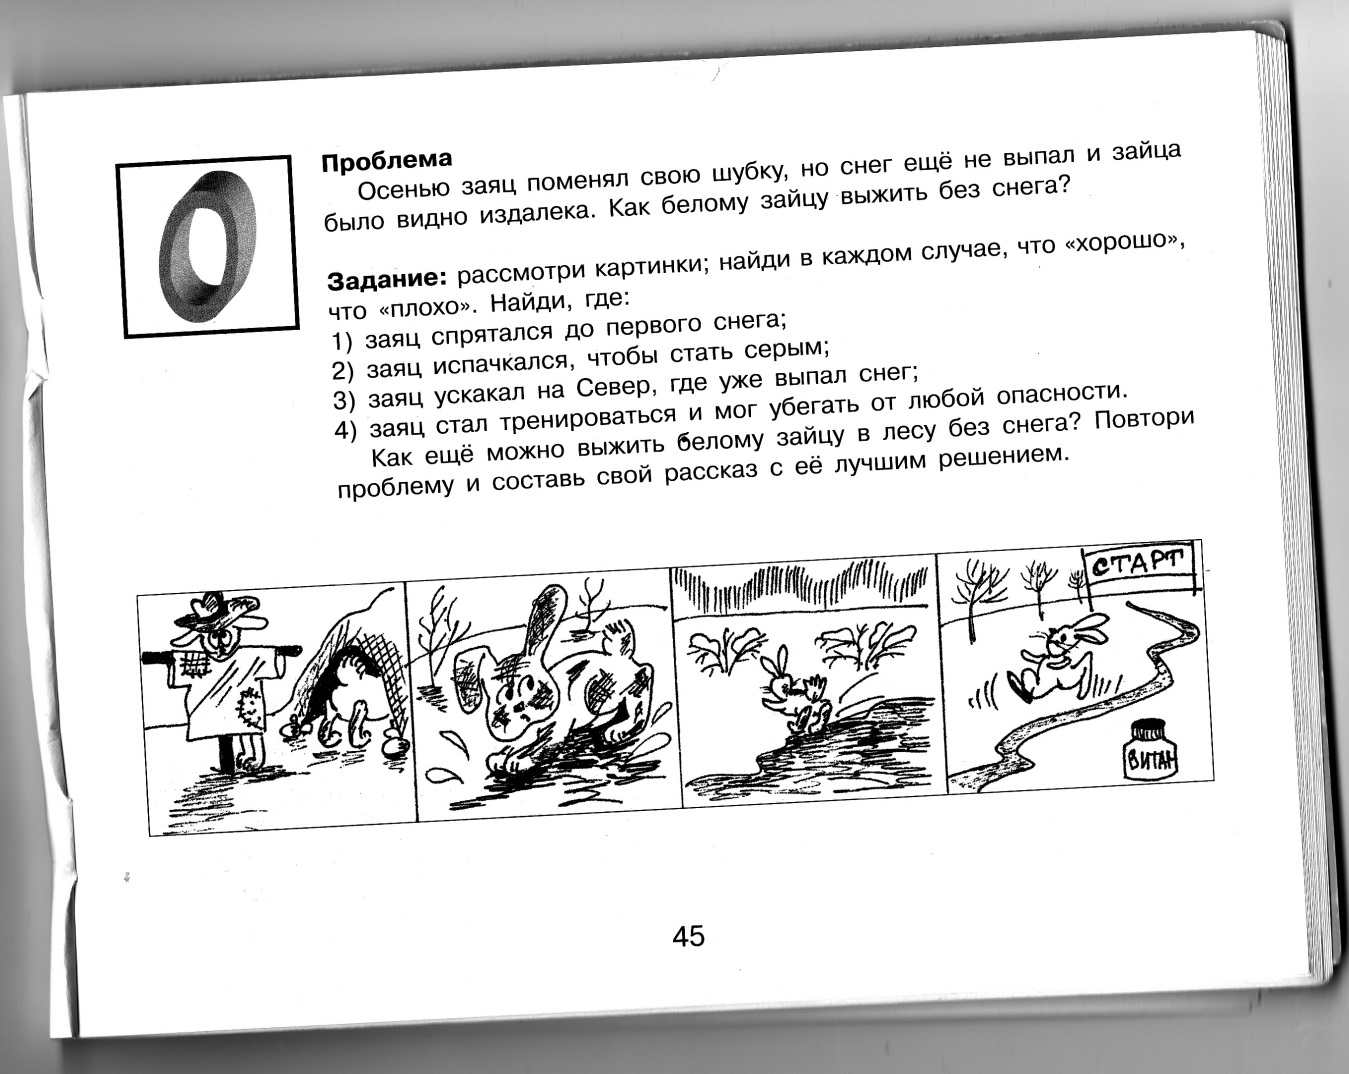 Проблема
Осенью заяц поменял свою шубку, но снег ещё не выпал и зайца
было видно издалека. Как белому зайцу выжить без снега?
Задание: рассмотри картинки; найди в каждом случае, что «хорошо»,
что «плохо». Найди, где:
1) заяц спрятался до первого снега;
2) заяц испачкался, чтобы стать серым;
3) заяц ускакал на Север, где уже выпал снег;
4) заяц стал тренироваться и мог убегать от любой опасности.
Как ещё можно выжить белому зайцу в лесу без снега? Повтори
проблему и составь свой рассказ с её лучшим решением.
СТАРТ
ВИТАН
45